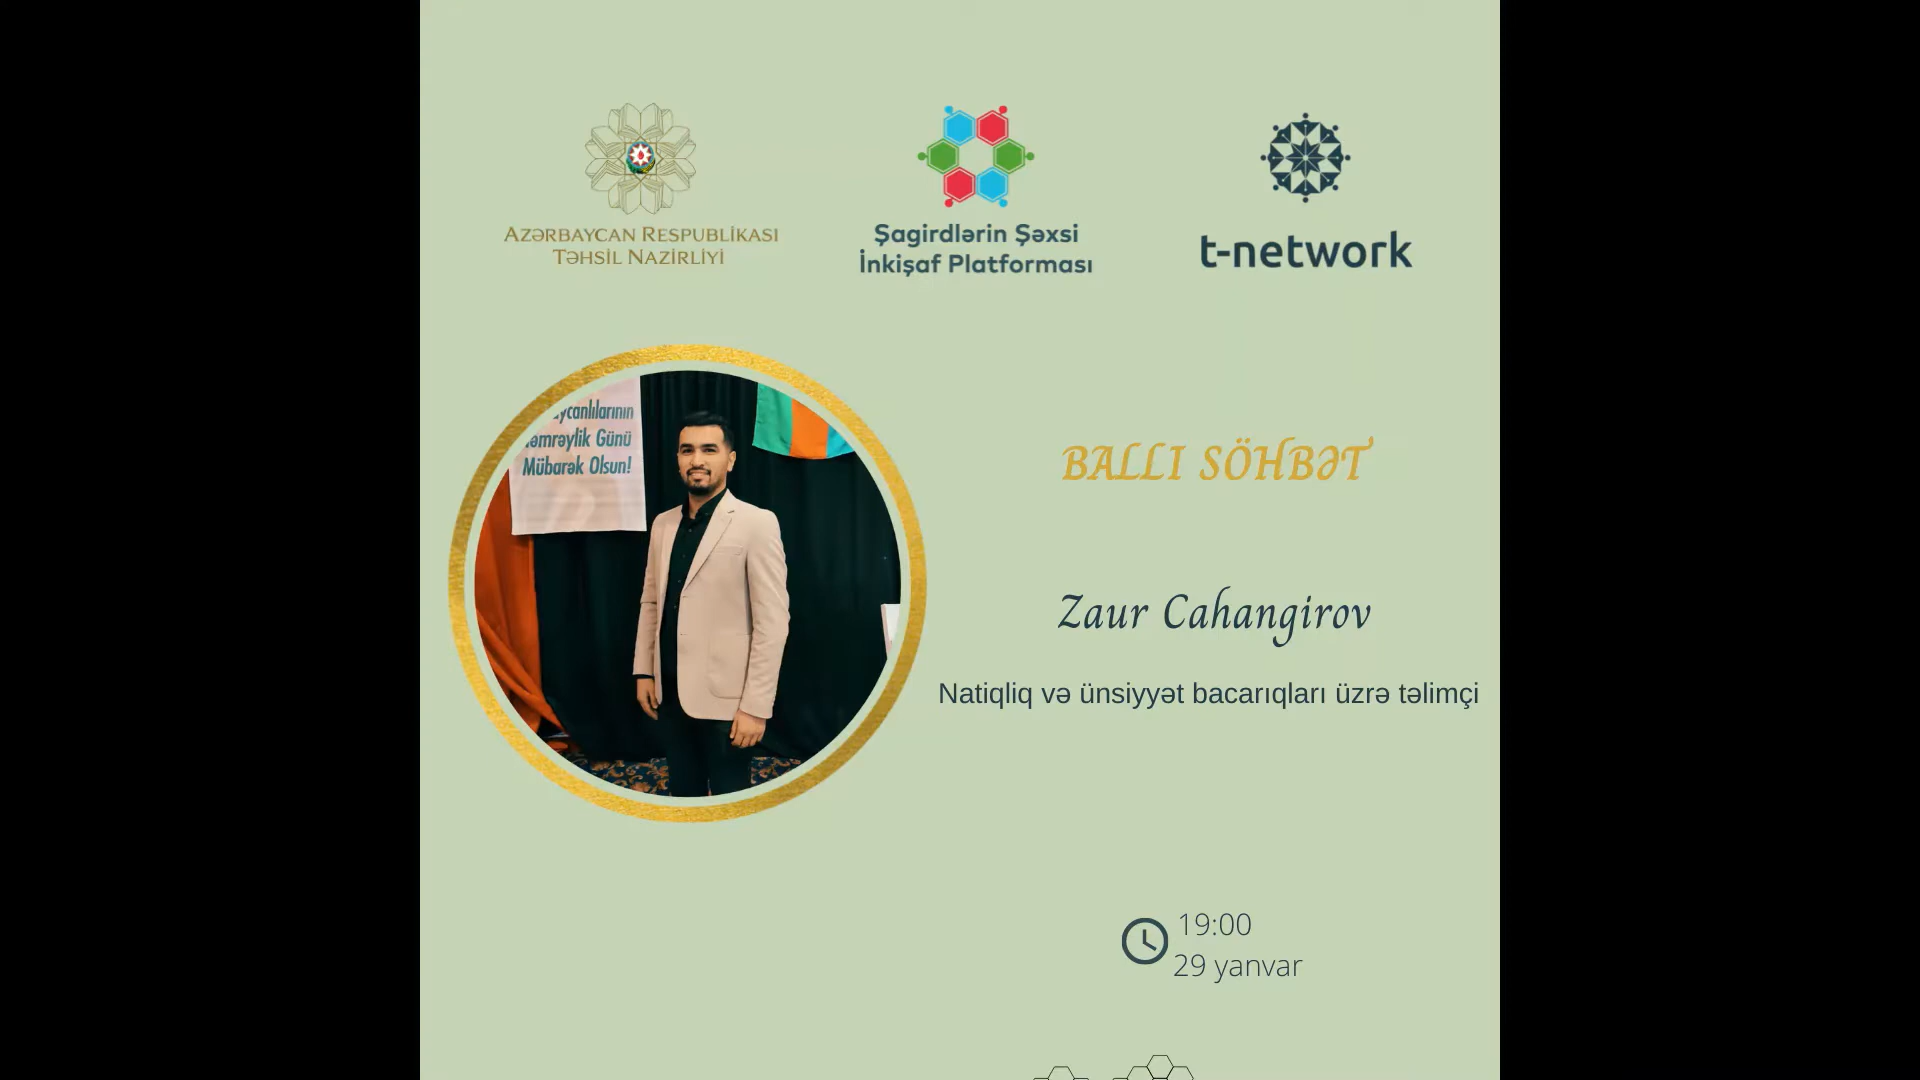 AZƏRBAYCAN RESPUBLİKASI
TƏHSİL NAZİRLİYİ
Şagirdlərin Şəxsi
İnkişaf Platforması
t-network
Mübarək Olsun!
Günü
BALLI SÖHBƏT
Zaur Cahangirov
Natiqliq və ünsiyyət bacarıqları üzrə təlimçi
19:00
29 yanvar